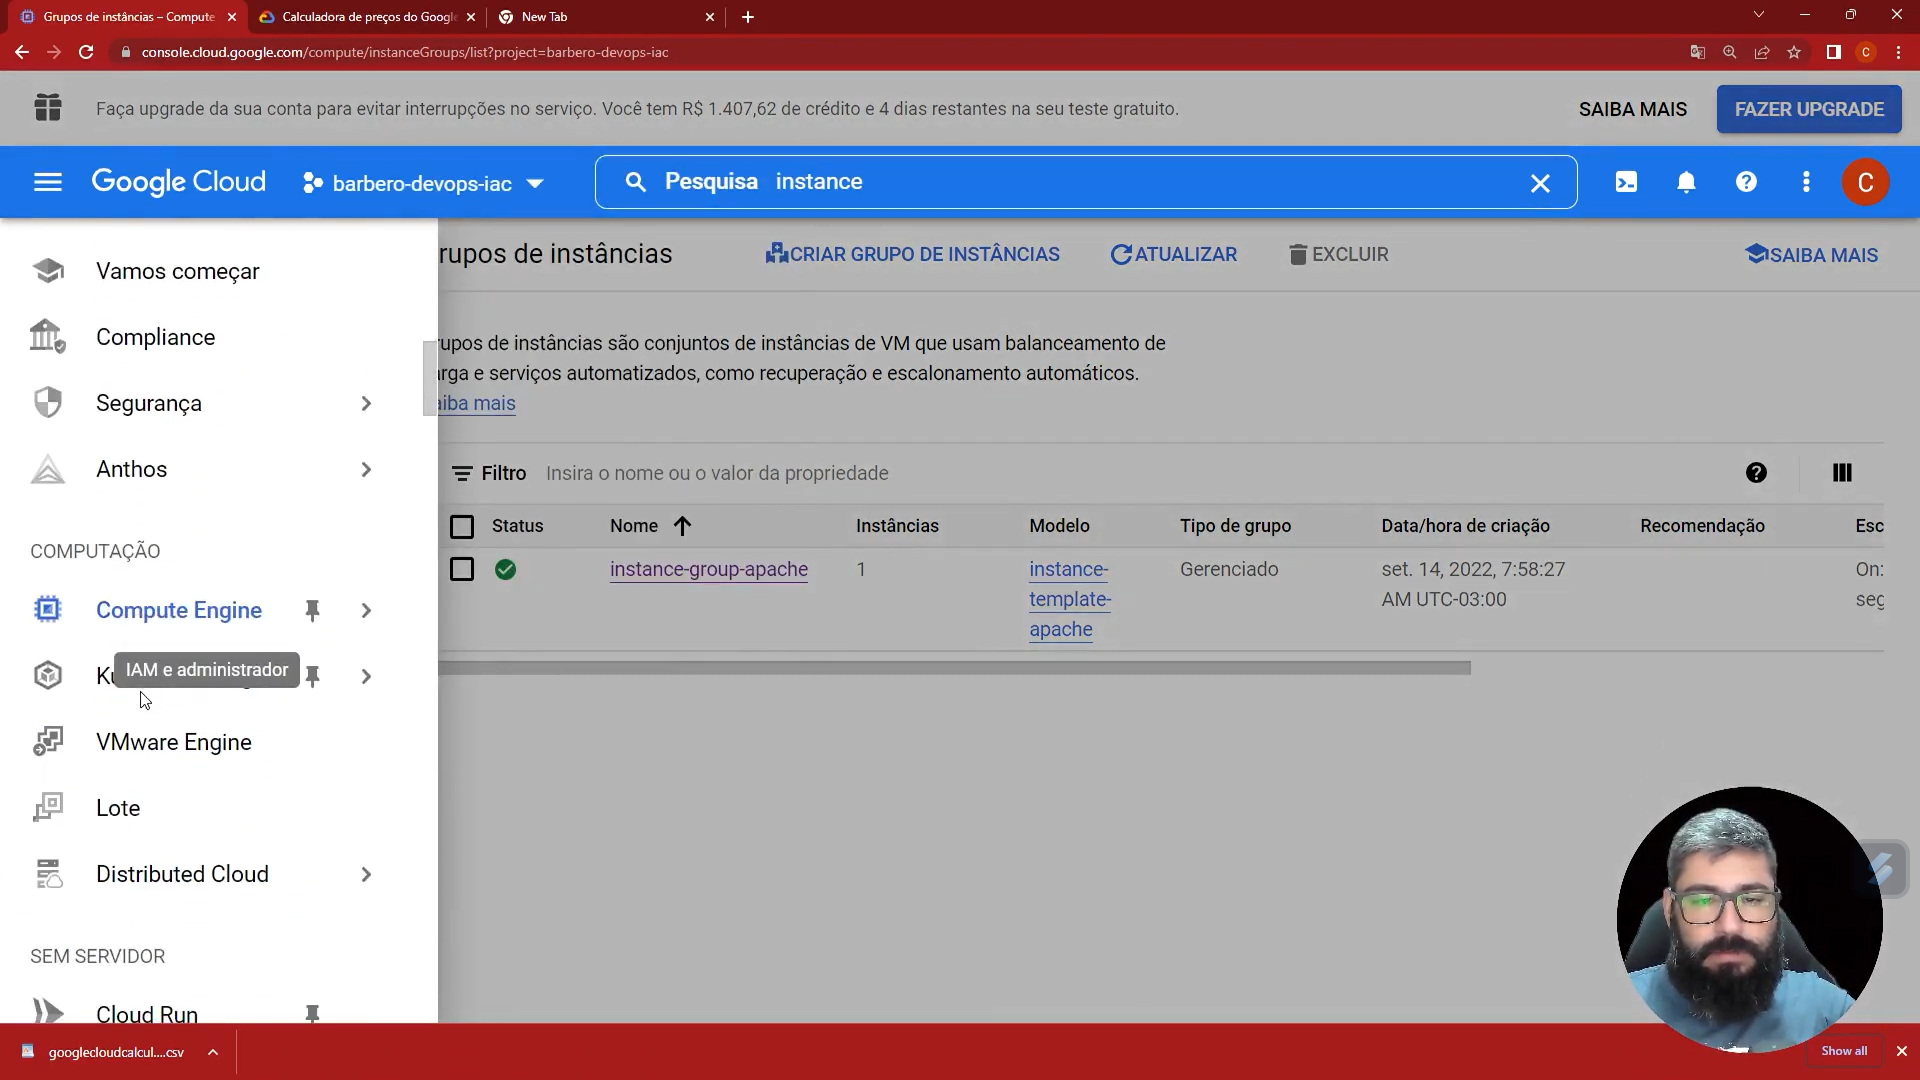 Grupos de instâncias – Compute
Calculadora de preços do Google
New Tab
console.cloud.google.com/compute/instanceGroups/list?project=barbero-devops-iac
C
Faça upgrade da sua conta para evitar interrupções no serviço. Você tem R$ 1.407,62 de crédito e 4 dias restantes na seu teste gratuito.
SAIBA MAIS
FAZER UPGRADE
Google Cloud
barbero-devops-iac
Pesquisa instance
C
Vamos começar
Compliance
Segurança
Anthos
COMPUTAÇÃO
Compute Engine
IAM e administrador
VMware Engine
Lote
Distributed Cloud
SEM SERVIDOR
Cloud Run
rupos de instâncias
CRIAR GRUPO DE INSTÂNCIAS
ATUALIZAR
EXCLUIR
SAIBA MAIS
rupos de instâncias são conjuntos de instâncias de VM que usam balanceamento de
arga e serviços automatizados, como recuperação e escalonamento automáticos.
aiba mais
Filtro Insira o nome ou o valor da propriedade
Status Nome Instâncias Modelo Tipo de grupo Data/hora de criação Recomendação Esc
instance-group-apache 1 instance- Gerenciado set. 14, 2022, 7:58:27 On:
template- AM UTC-03:00 seg
apache
googlecloudcalcul....csv
Show all